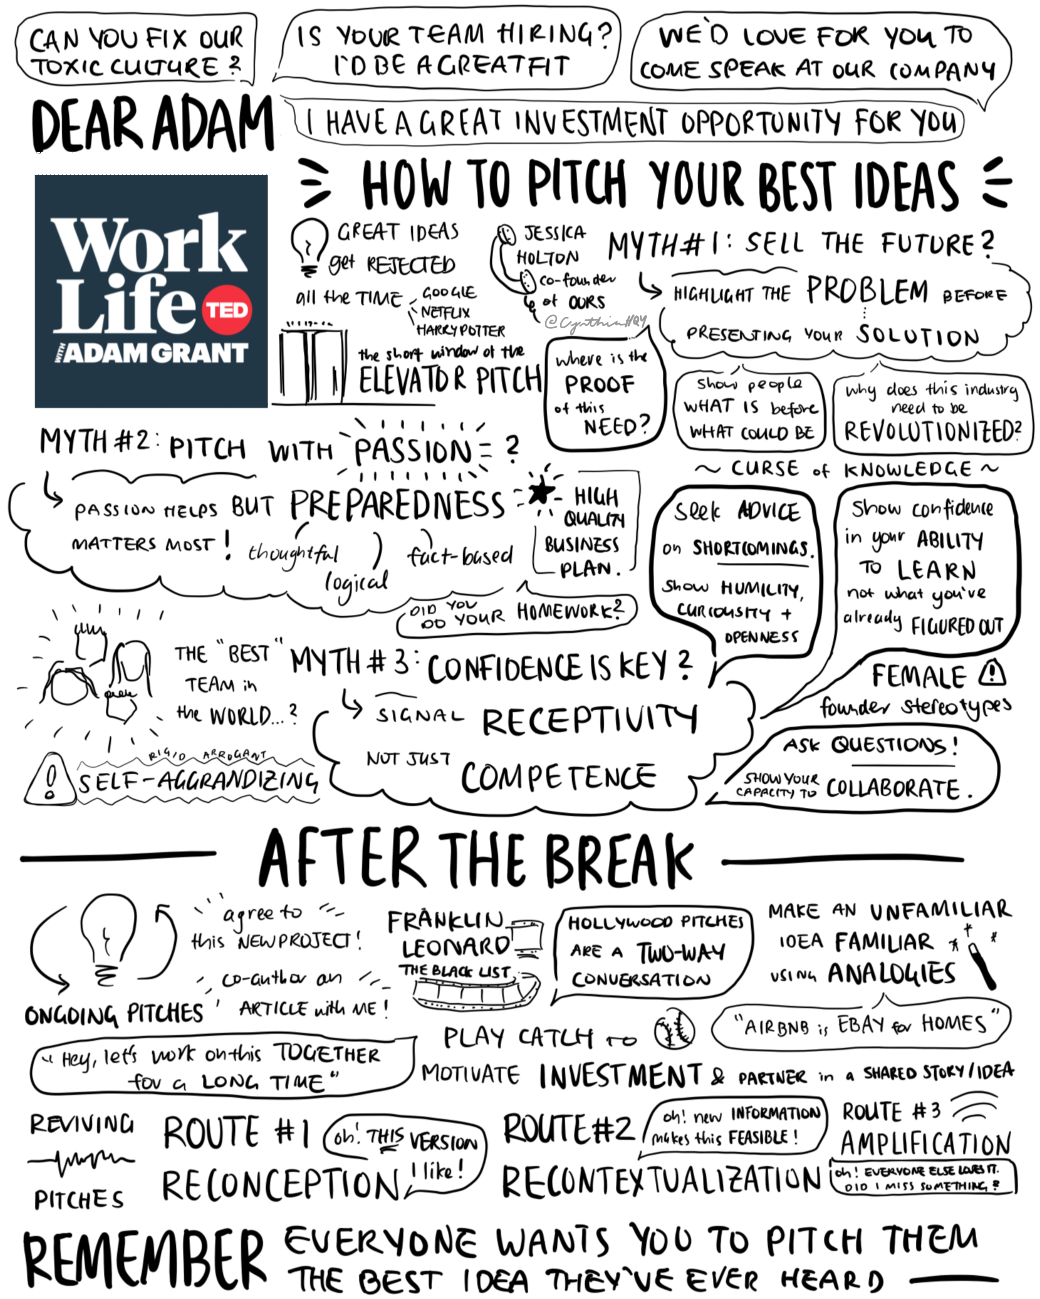 CAN YOU FIX OUR
TOXIC CULTURE?
IS YOUR TEAM HIRING?
I'D BE A GREAT FIT
WE'D LOVE FOR YOU TO
COME SPEAK AT OUR COMPANY
DEAR ADAM
I HAVE A GREAT INVESTMENT OPPORTUNITY FOR YOU
Work
Life
TED
WITH ADAM GRANT
HOW TO PITCH YOUR BEST IDEAS
GREAT IDEAS
get REJECTED
all the TIME
GOOGLE
NETFLIX
HARRY POTTER
JESSICA
HOLTON
co-founder
of OURS
the short window of the
ELEVATOR PITCH
MYTH #1: SELL THE FUTURE?
HIGHLIGHT THE PROBLEM BEFORE
PRESENTING YOUR SOLUTION
where is the
PROOF
of this
NEED?
show people
WHAT IS before
WHAT COULD BE
why does this industry
need to be
REVOLUTIONIZED?
MYTH #2: PITCH WITH PASSION?
PASSION HELPS BUT PREPAREDNESS
MATTERS MOST!
thoughtful
logical
fact-based
HIGH
QUALITY
BUSINESS
PLAN.
DID YOU
DO YOUR HOMEWORK?
~ CURSE of KNOWLEDGE ~
Seek ADVICE
on SHORTCOMINGS.
Show HUMILITY,
CURIOUSITY +
OPENNESS
Show confidence
in your ABILITY
TO LEARN
not what you've
already FIGURED OUT
THE "BEST"
TEAM in
the WORLD...?
RIGID ARROGANT
SELF-AGGRANDIZING
MYTH #3: CONFIDENCE IS KEY?
SIGNAL RECEPTIVITY
NOT JUST COMPETENCE
FEMALE
founder stereotypes
ASK QUESTIONS!
SHOW YOUR
CAPACITY TO COLLABORATE.
AFTER THE BREAK
ONGOING PITCHES
agree to
this NEW PROJECT!
co-author an
ARTICLE with ME!
"Hey, let's work on this TOGETHER
for a LONG TIME"
FRANKLIN
LEONARD
THE BLACK LIST
HOLLYWOOD PITCHES
ARE A TWO-WAY
CONVERSATION
MAKE AN UNFAMILIAR
IDEA FAMILIAR
USING ANALOGIES
"AIRBNB is EBAY for HOMES"
PLAY CATCH TO
MOTIVATE INVESTMENT & PARTNER in a SHARED STORY/IDEA
REVIVING
PITCHES
ROUTE #1
RECONCEPTION
oh! THIS VERSION
I like!
ROUTE #2
RECONTEXTUALIZATION
oh! new INFORMATION
makes this FEASIBLE!
ROUTE #3
AMPLIFICATION
oh! EVERYONE ELSE LOVES IT.
DID I MISS SOMETHING?
REMEMBER
EVERYONE WANTS YOU TO PITCH THEM
THE BEST IDEA THEY'VE EVER HEARD